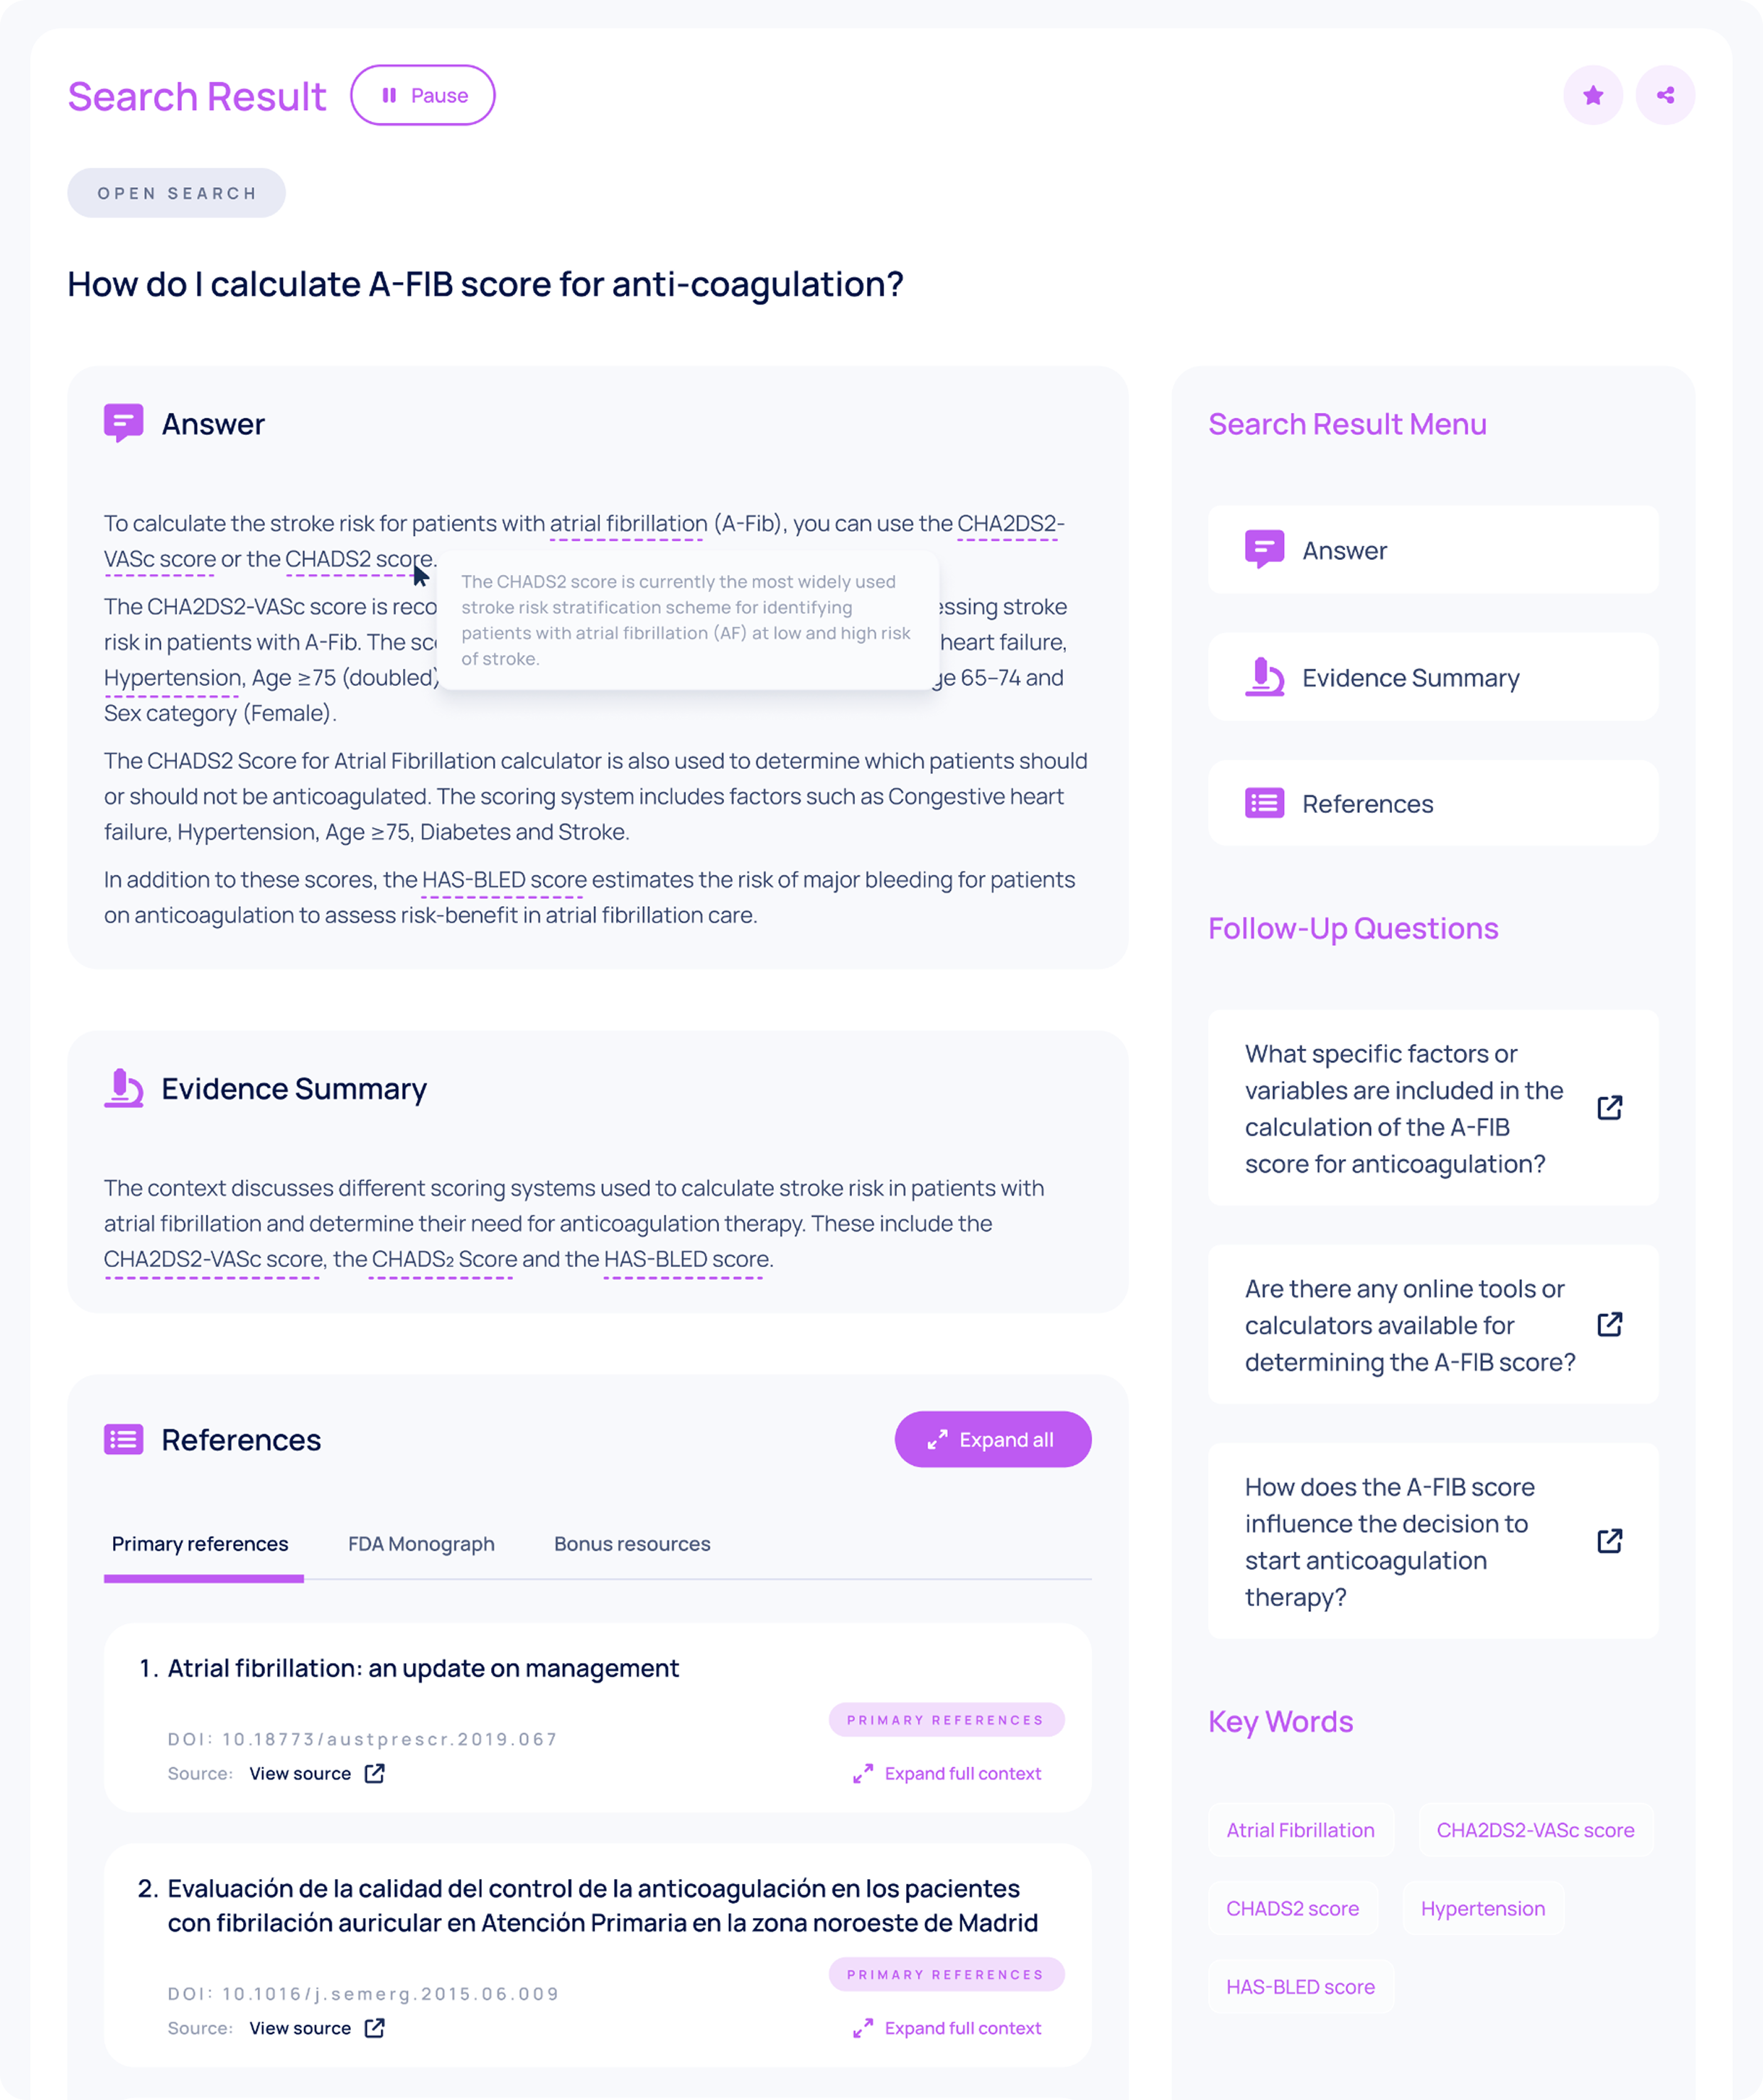 Search Result
Pause
OPEN SEARCH
How do I calculate A-FIB score for anti-coagulation?
Answer
To calculate the stroke risk for patients with atrial fibrillation (A-Fib), you can use the CHA2DS2-
VASc score or the CHADS2 score.
The CHADS2 score is currently the most widely used
stroke risk stratification scheme for identifying
patients with atrial fibrillation (AF) at low and high risk
of stroke.
The CHA2DS2-VASc score is stroke
risk in patients with A-Fib. The heart failure,
Hypertension, Age ≥75 (doubled) 65–74 and
Sex category (Female).
The CHADS2 Score for Atrial Fibrillation calculator is also used to determine which patients should
or should not be anticoagulated. The scoring system includes factors such as Congestive heart
failure, Hypertension, Age ≥75, Diabetes and Stroke.
In addition to these scores, the HAS-BLED score estimates the risk of major bleeding for patients
on anticoagulation to assess risk-benefit in atrial fibrillation care.
Evidence Summary
The context discusses different scoring systems used to calculate stroke risk in patients with
atrial fibrillation and determine their need for anticoagulation therapy. These include the
CHA2DS2-VASc score, the CHADS₂ Score and the HAS-BLED score.
References
Expand all
Primary references
FDA Monograph
Bonus resources
1. Atrial fibrillation: an update on management
PRIMARY REFERENCES
DOI: 10.18773/austprescr.2019.067
Source: View source
Expand full context
2. Evaluación de la calidad del control de la anticoagulación en los pacientes
con fibrilación auricular en Atención Primaria en la zona noroeste de Madrid
PRIMARY REFERENCES
DOI: 10.1016/j.semerg.2015.06.009
Source: View source
Expand full context
Search Result Menu
Answer
Evidence Summary
References
Follow-Up Questions
What specific factors or
variables are included in the
calculation of the A-FIB
score for anticoagulation?
Are there any online tools or
calculators available for
determining the A-FIB score?
How does the A-FIB score
influence the decision to
start anticoagulation
therapy?
Key Words
Atrial Fibrillation
CHA2DS2-VASc score
CHADS2 score
Hypertension
HAS-BLED score